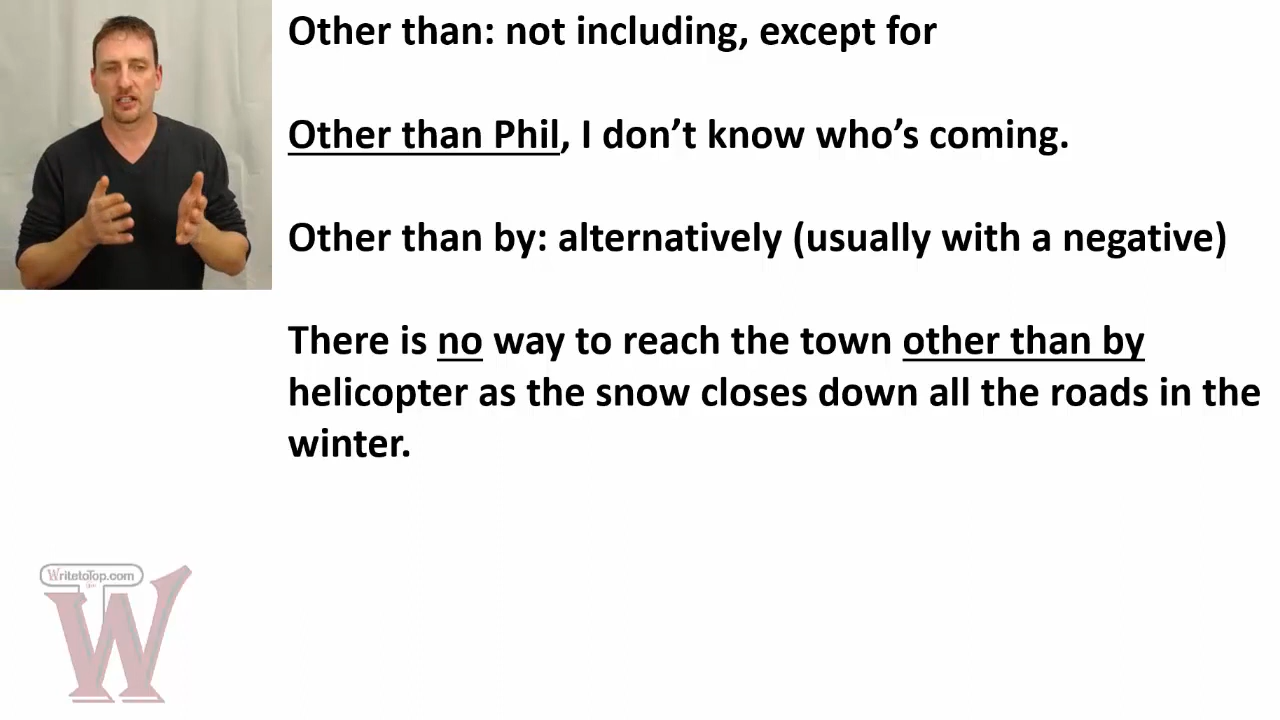 Other than: not including, except for
Other than Phil, I don’t know who’s coming.
Other than by: alternatively (usually with a negative)
There is no way to reach the town other than by
helicopter as the snow closes down all the roads in the
winter.
WritetoTop.com
W